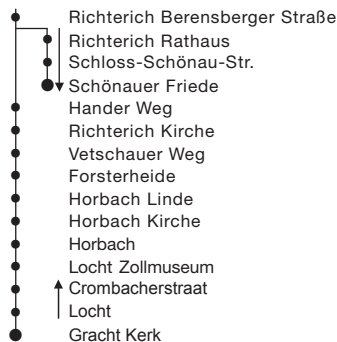 Richterich Berensberger Straße
Richterich Rathaus
Schloss-Schönau-Str.
Schönauer Friede
Hander Weg
Richterich Kirche
Vetschauer Weg
Forsterheide
Horbach Linde
Horbach Kirche
Horbach
Locht Zollmuseum
Crombacherstraat
Locht
Gracht Kerk